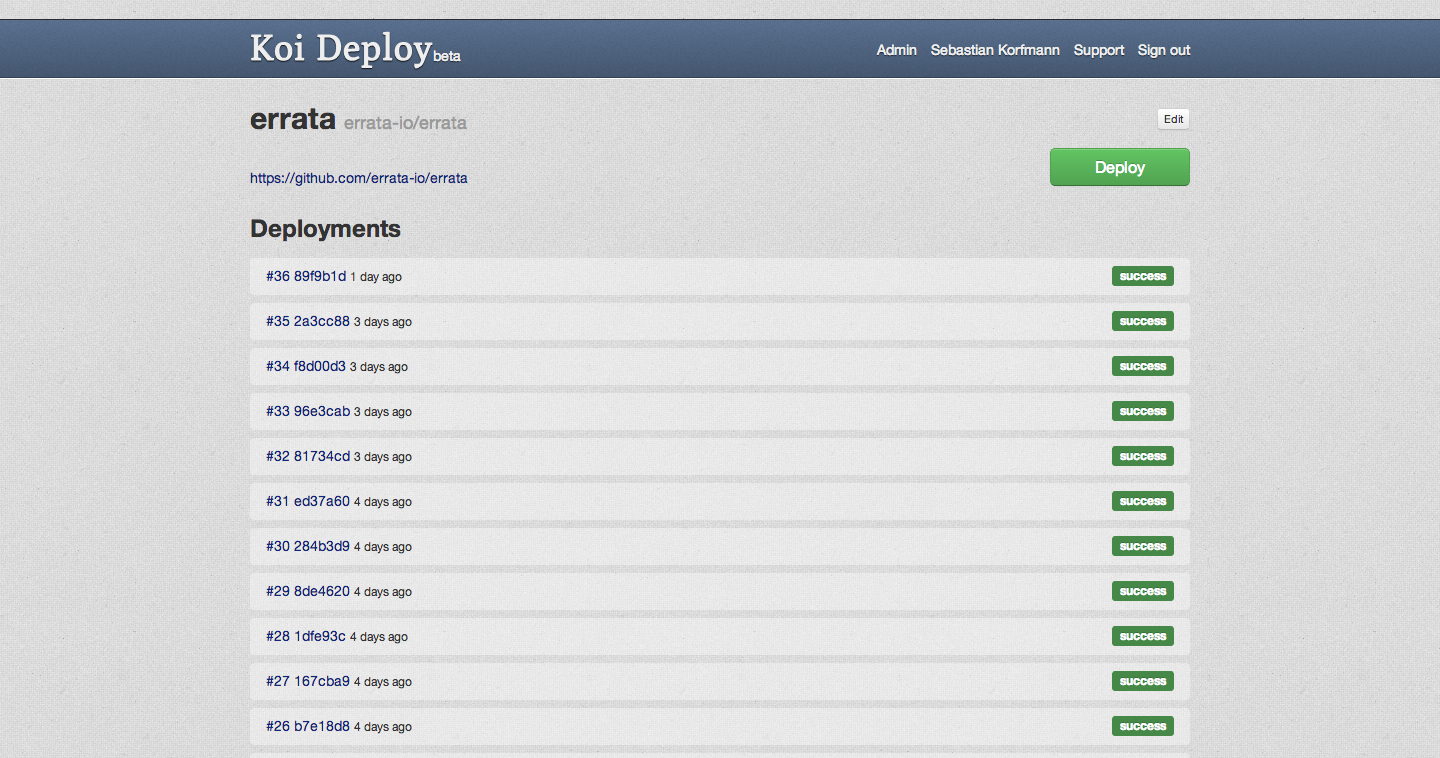 Koi Deploy beta
Admin Sebastian Korfmann Support Sign out
errata errata-io/errata
Edit
https://github.com/errata-io/errata
Deploy
Deployments
#36 89f9b1d 1 day ago success
#35 2a3cc88 3 days ago success
#34 f8d00d3 3 days ago success
#33 96e3cab 3 days ago success
#32 81734cd 3 days ago success
#31 ed37a60 4 days ago success
#30 284b3d9 4 days ago success
#29 8de4620 4 days ago success
#28 1dfe93c 4 days ago success
#27 167cba9 4 days ago success
#26 b7e18d8 4 days ago success